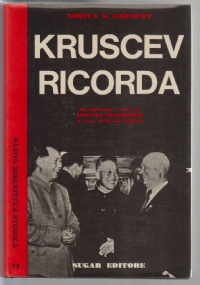 NIKITA S. KRUSCEV
KRUSCEV
RICORDA
SUGAR EDITORE
NUOVA BIBLIOTECA STORICA